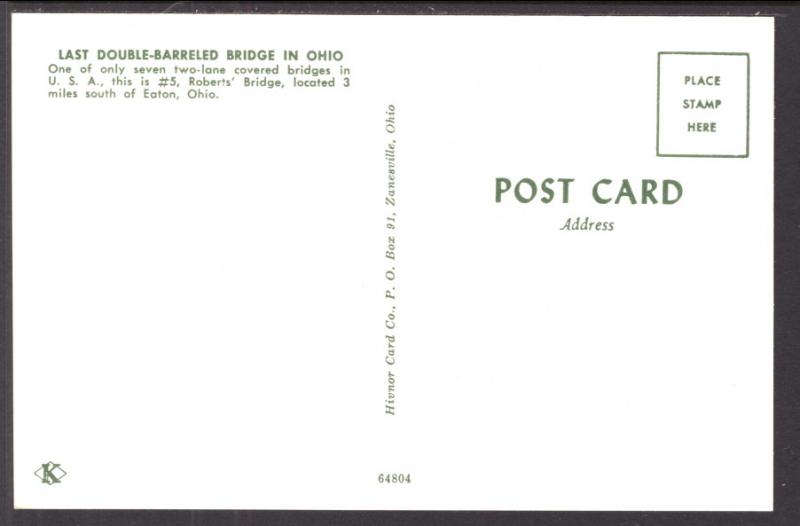 LAST DOUBLE-BARRELED BRIDGE IN OHIO
One of only seven two-lane covered bridges in
U. S. A., this is #5, Roberts' Bridge, located 3
miles south of Eaton, Ohio.
Hivnor Card Co., P. O. Box 91, Zanesville, Ohio
PLACE
STAMP
HERE
POST CARD
Address
K
64804